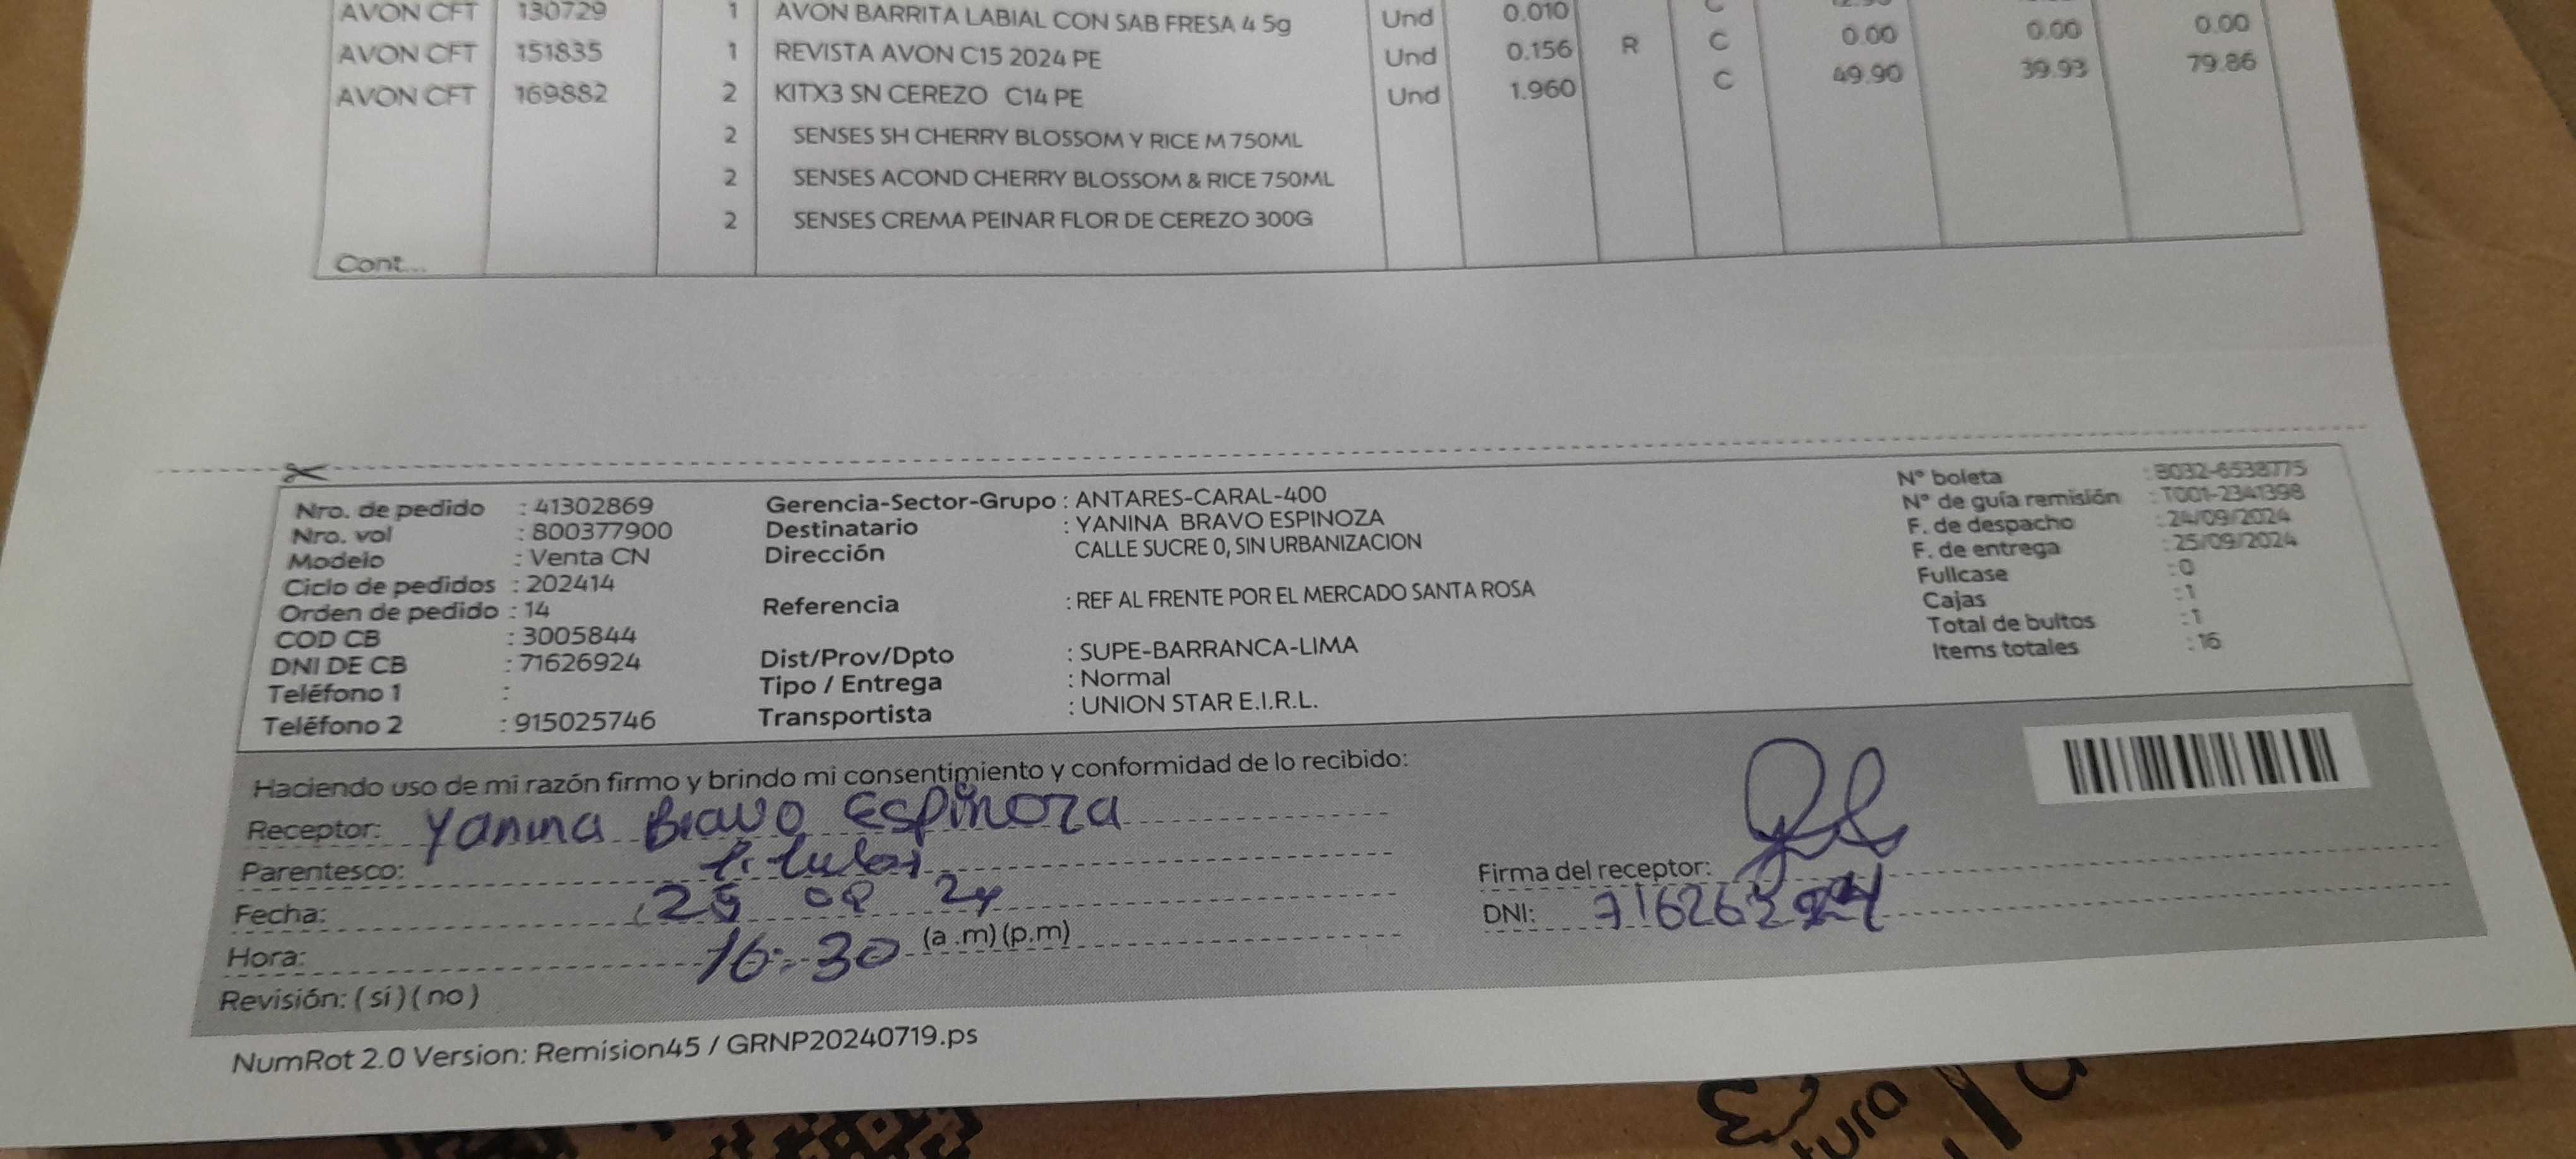 AVON CFT 130729 1 AVON BARRITA LABIAL CON SAB FRESA 4 5g Und 0.010 C
AVON CFT 151835 1 REVISTA AVON C15 2024 PE Und 0.156 R C 0.00 0.00 0.00
AVON CFT 169882 2 KITX3 SN CEREZO C14 PE Und 1.960 C 49.90 39.93 79.86
2 SENSES SH CHERRY BLOSSOM Y RICE M 750ML
2 SENSES ACOND CHERRY BLOSSOM & RICE 750ML
2 SENSES CREMA PEINAR FLOR DE CEREZO 300G
Cont...
Nro. de pedido : 41302869
Nro. vol : 800377900
Modelo : Venta CN
Ciclo de pedidos : 202414
Orden de pedido : 14
COD CB : 3005844
DNI DE CB : 71626924
Teléfono 1 :
Teléfono 2 : 915025746
Gerencia-Sector-Grupo : ANTARES-CARAL-400
Destinatario : YANINA BRAVO ESPINOZA
Dirección CALLE SUCRE 0, SIN URBANIZACION
Referencia : REF AL FRENTE POR EL MERCADO SANTA ROSA
Dist/Prov/Dpto : SUPE-BARRANCA-LIMA
Tipo / Entrega : Normal
Transportista : UNION STAR E.I.R.L.
N° boleta : B032-6538775
N° de guía remisión : T001-2341398
F. de despacho : 24/09/2024
F. de entrega : 25/09/2024
Fullcase : 0
Cajas : 1
Total de bultos : 1
Items totales : 16
Haciendo uso de mi razón firmo y brindo mi consentimiento y conformidad de lo recibido:
Receptor: Yanina Bravo Espinoza
Parentesco: titular
Fecha: 25 09 24
Hora: 16:30 (a .m) (p.m)
Revisión: ( sí ) ( no )
Firma del receptor:
DNI:
NumRot 2.0 Version: Remision45 / GRNP20240719.ps
tura